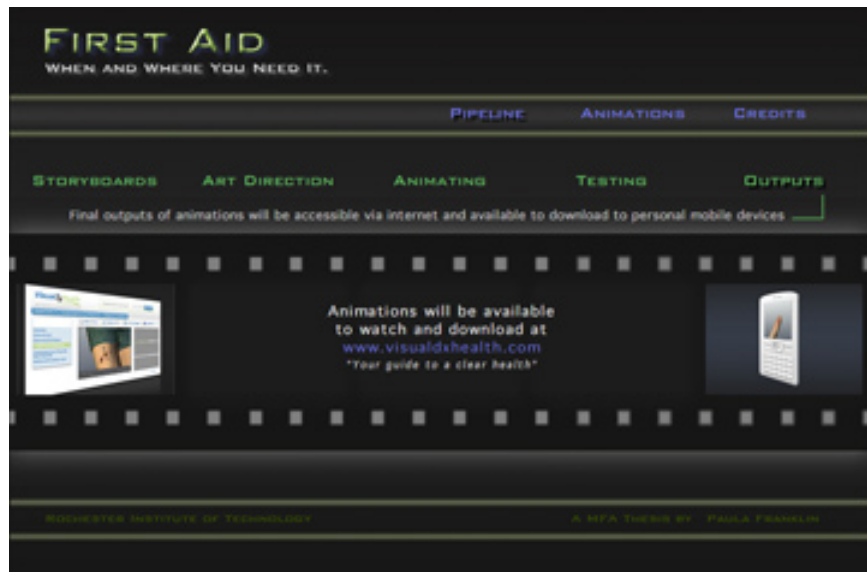 First Aid
When and Where You Need It.
Pipeline Animations Credits
Storyboards Art Direction Animating Testing Outputs
Final outputs of animations will be accessible via internet and available to download to personal mobile devices
Animations will be available
to watch and download at
www.visualdxhealth.com
"Your guide to a clear health"
Rochester Institute of Technology A MFA Thesis by Paula Franklin